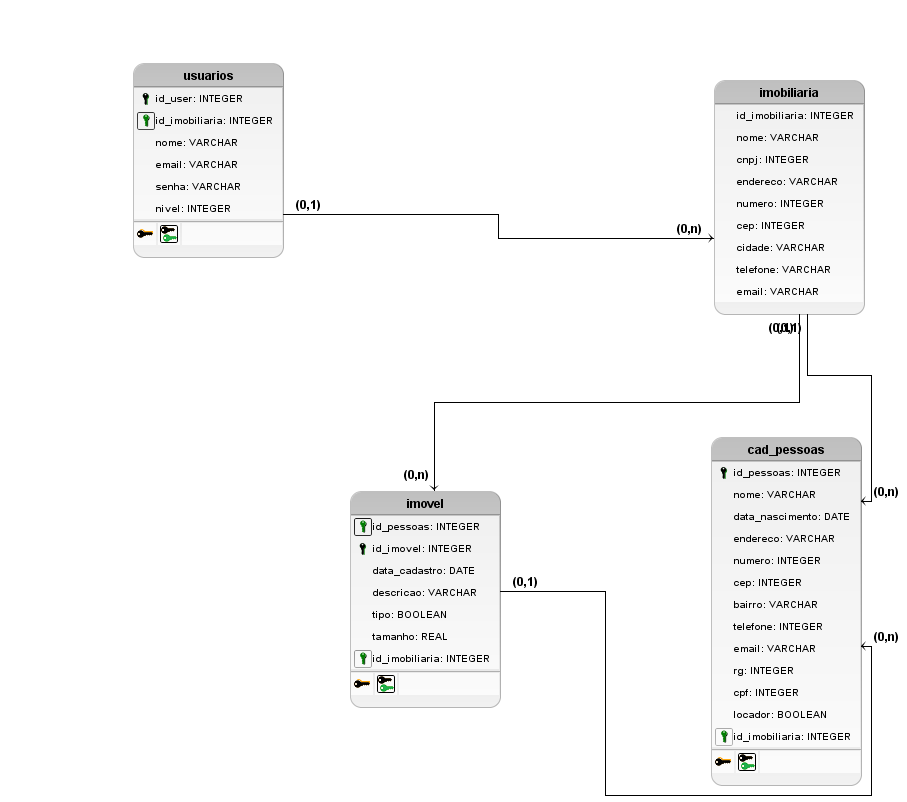 usuarios
id_user: INTEGER
id_imobiliaria: INTEGER
nome: VARCHAR
email: VARCHAR
senha: VARCHAR
nivel: INTEGER
(0,1)
(0,n)
imobiliaria
id_imobiliaria: INTEGER
nome: VARCHAR
cnpj: INTEGER
endereco: VARCHAR
numero: INTEGER
cep: INTEGER
cidade: VARCHAR
telefone: VARCHAR
email: VARCHAR
(0,n)
imovel
id_pessoas: INTEGER
id_imovel: INTEGER
data_cadastro: DATE
descricao: VARCHAR
tipo: BOOLEAN
tamanho: REAL
id_imobiliaria: INTEGER
(0,1)
cad_pessoas
id_pessoas: INTEGER
nome: VARCHAR
data_nascimento: DATE
endereco: VARCHAR
numero: INTEGER
cep: INTEGER
bairro: VARCHAR
telefone: INTEGER
email: VARCHAR
rg: INTEGER
cpf: INTEGER
locador: BOOLEAN
id_imobiliaria: INTEGER
(0,n)
(0,n)